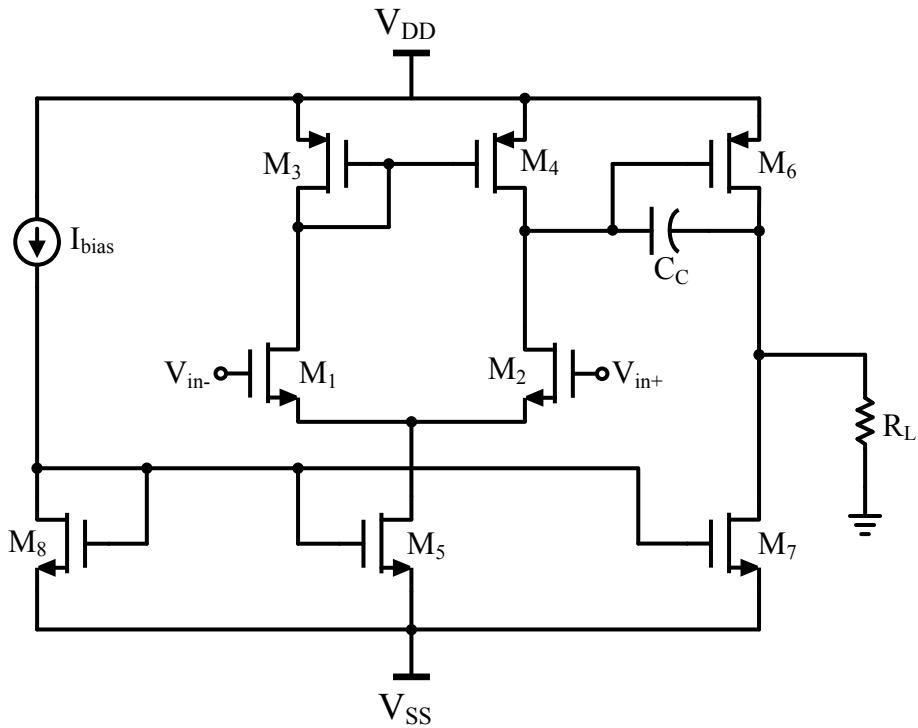 V_DD
M_3
M_4
M_6
I_bias
C_C
V_in-
M_1
M_2
V_in+
R_L
M_8
M_5
M_7
V_SS